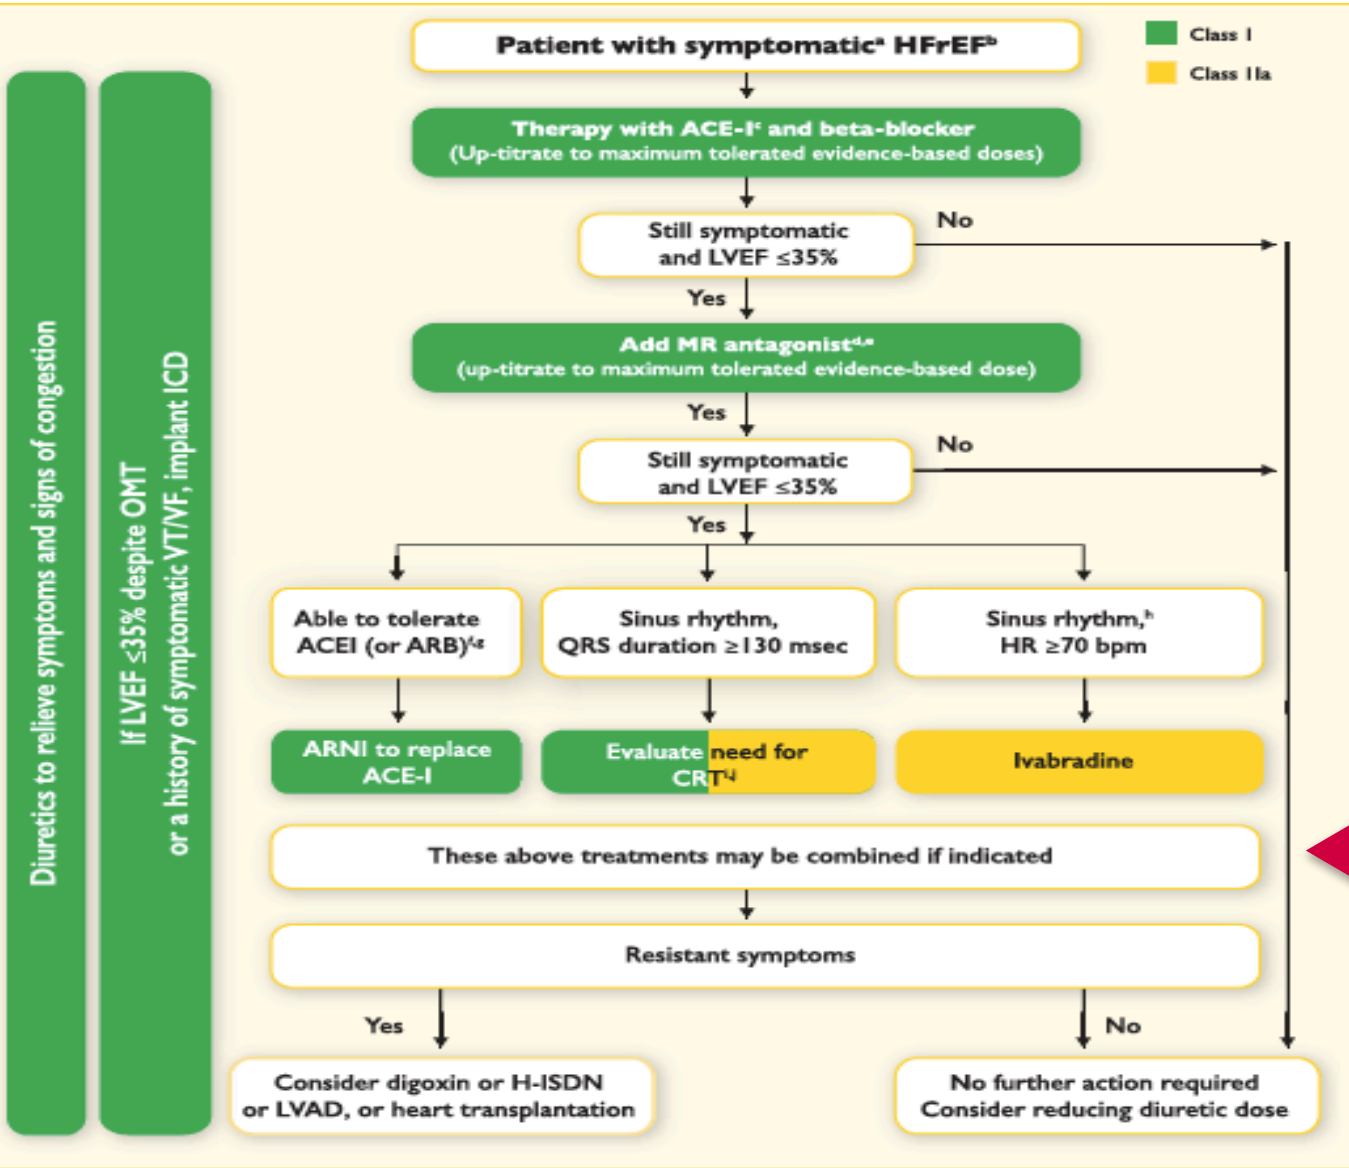 Patient with symptomaticᵃ HFrEFᵇ
Class I
Class IIa
Therapy with ACE-Iᶜ and beta-blocker
(Up-titrate to maximum tolerated evidence-based doses)
Still symptomatic
and LVEF ≤35%
No
Yes
Add MR antagonistᵈ,ᵉ
(up-titrate to maximum tolerated evidence-based dose)
Yes
Still symptomatic
and LVEF ≤35%
No
Yes
Able to tolerate
ACEI (or ARB)ᶠ,ᵍ
Sinus rhythm,
QRS duration ≥130 msec
Sinus rhythm,ʰ
HR ≥70 bpm
ARNI to replace
ACE-I
Evaluate need for
CRTⁱ,ʲ
Ivabradine
These above treatments may be combined if indicated
Resistant symptoms
Yes
No
Consider digoxin or H-ISDN
or LVAD, or heart transplantation
No further action required
Consider reducing diuretic dose
Diuretics to relieve symptoms and signs of congestion
If LVEF ≤35% despite OMT
or a history of symptomatic VT/VF, implant ICD